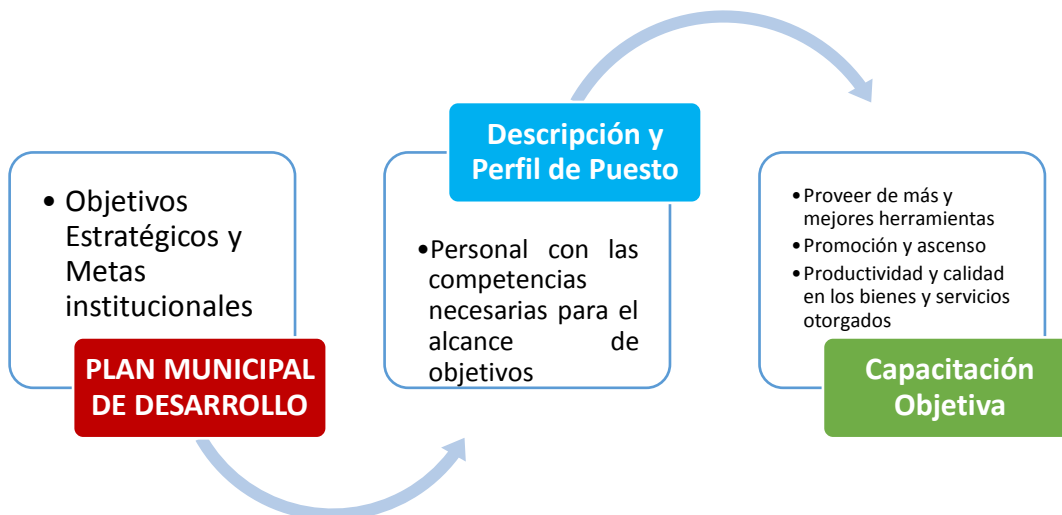 • Objetivos
Estratégicos y
Metas
institucionales
PLAN MUNICIPAL
DE DESARROLLO
Descripción y
Perfil de Puesto
•Personal con las
competencias
necesarias para el
alcance de
objetivos
•Proveer de más y
mejores herramientas
•Promoción y ascenso
•Productividad y calidad
en los bienes y servicios
otorgados
Capacitación
Objetiva